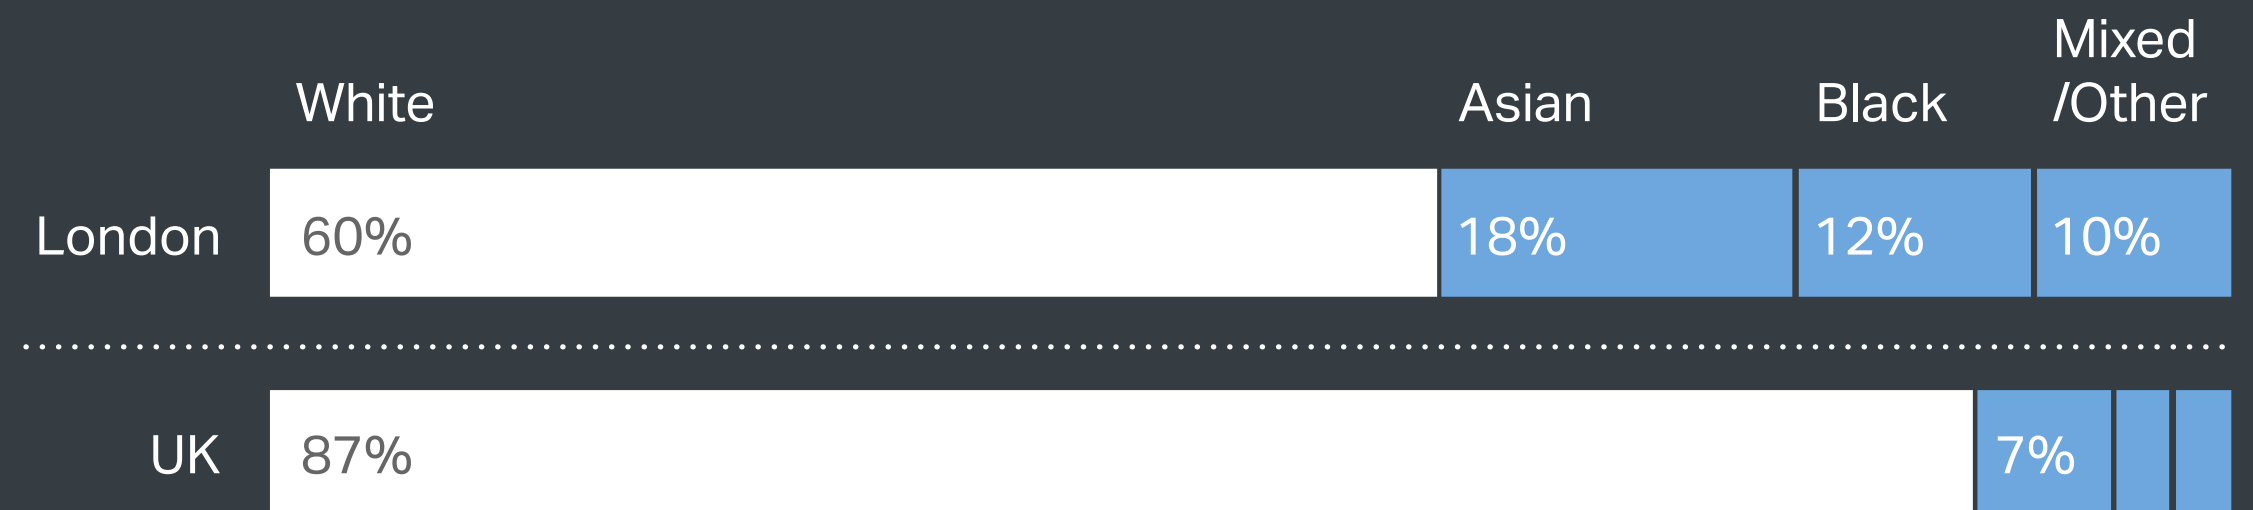 Mixed
White Asian Black /Other
London 60% 18% 12% 10%
UK 87% 7%